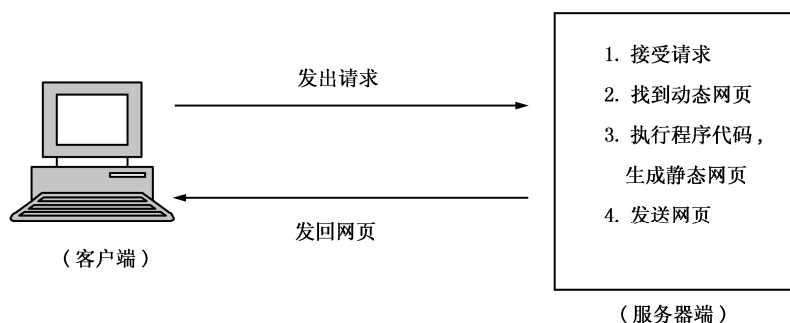 发出请求
发回网页
（客户端）
1. 接受请求
2. 找到动态网页
3. 执行程序代码，
生成静态网页
4. 发送网页
（服务器端）